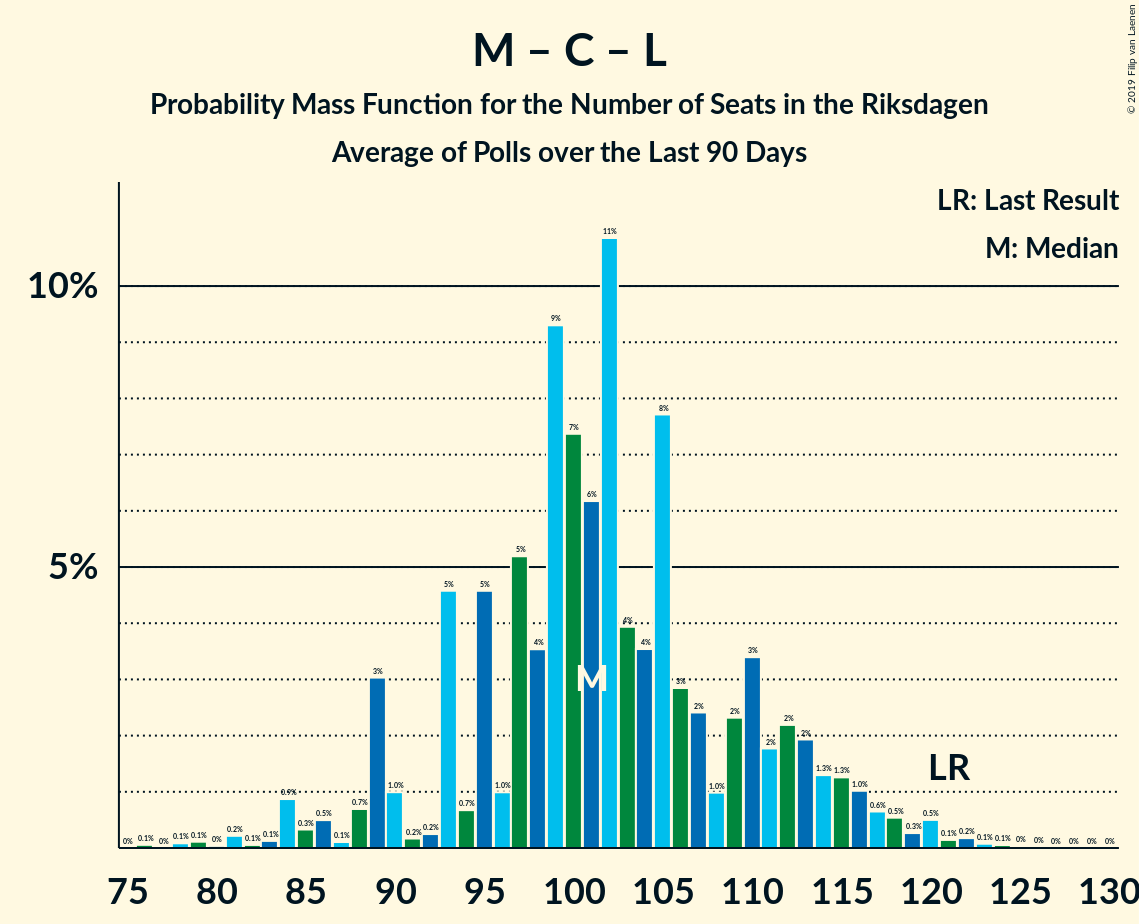 M – C – L
Probability Mass Function for the Number of Seats in the Riksdagen
Average of Polls over the Last 90 Days
© 2019 Filip van Laenen
LR: Last Result
M: Median
10%
5%
0% 0.1% 0% 0.1% 0.1% 0% 0.2% 0.1% 0.1% 0.9% 0.3% 0.5% 0.1% 0.7% 3% 1.0% 0.2% 0.2% 5% 0.7% 5% 1.0% 5% 4% 9% 7% 6% 11% 4% 4% 8% 3% 2% 1.0% 2% 3% 2% 2% 2% 1.3% 1.3% 1.0% 0.6% 0.5% 0.3% 0.5% 0.1% 0.2% 0.1% 0.1% 0% 0% 0% 0% 0% 0%
M
LR
75 80 85 90 95 100 105 110 115 120 125 130